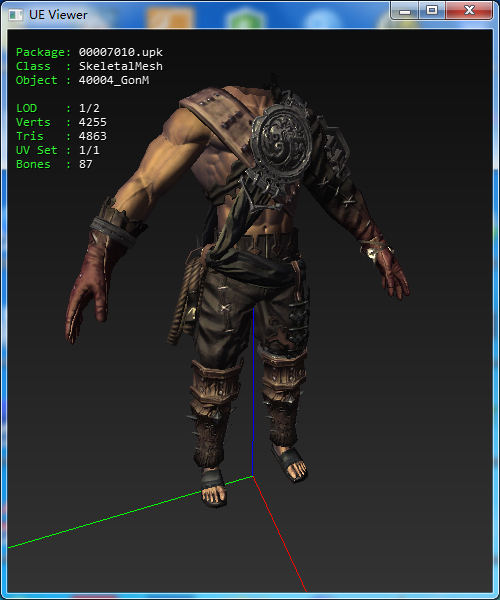 UE Viewer
Package: 00007010.upk
Class : SkeletalMesh
Object : 40004_GonM
LOD : 1/2
Verts : 4255
Tris : 4863
UV Set : 1/1
Bones : 87